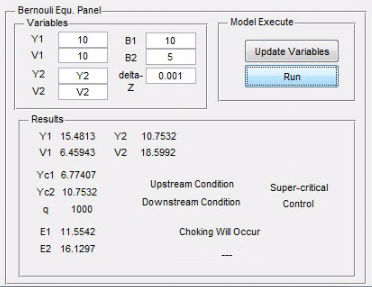 Bernouli Equ. Panel
Variables
Y1 10 B1 10
V1 10 B2 5
Y2 Y2 delta-Z 0.001
V2 V2
Model Execute
Update Variables
Run
Results
Y1 15.4813 Y2 10.7532
V1 6.45943 V2 18.5992
Yc1 6.77407
Yc2 10.7532
q 1000
Upstream Condition Super-critical
Downstream Condition Control
E1 11.5542 Choking Will Occur
E2 16.1297 ---